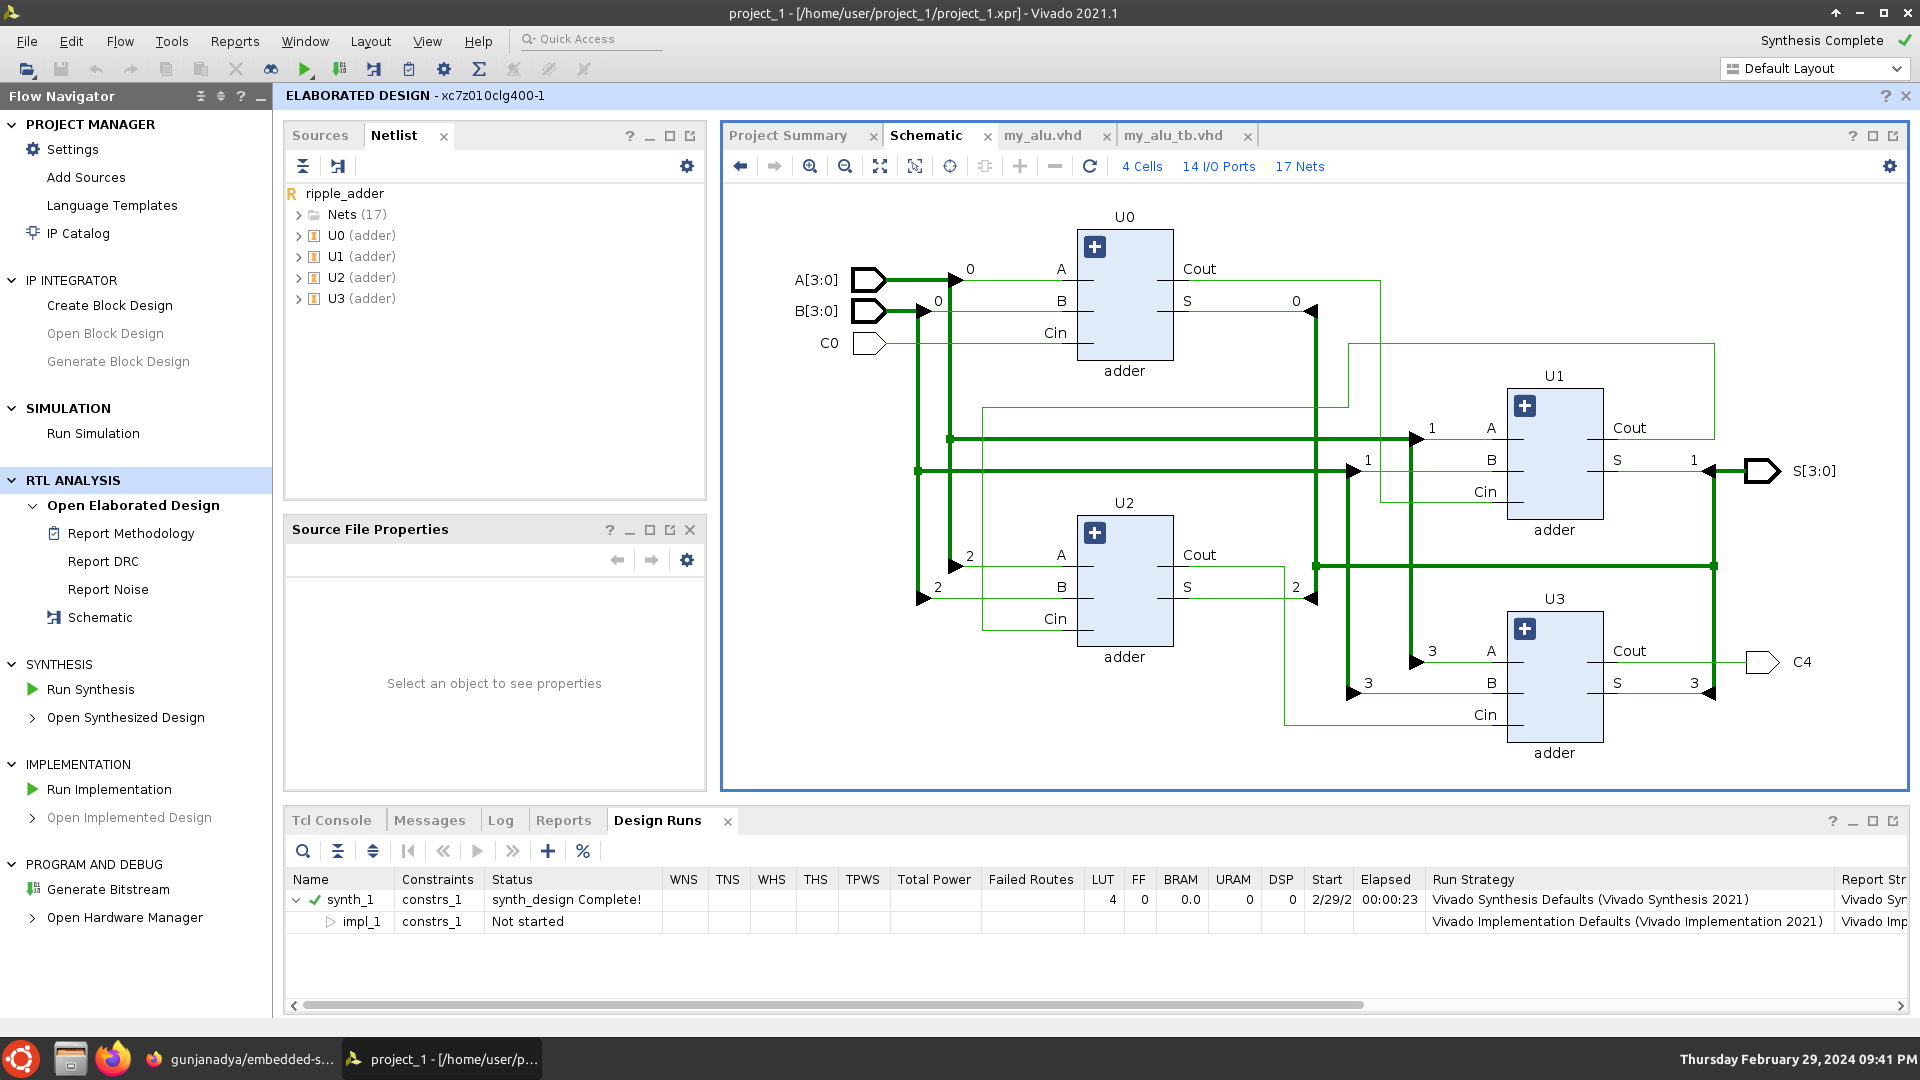 project_1 - [/home/user/project_1/project_1.xpr] - Vivado 2021.1
File Edit Flow Tools Reports Window Layout View Help Quick Access Synthesis Complete
Default Layout
Flow Navigator
PROJECT MANAGER
Settings
Add Sources
Language Templates
IP Catalog
IP INTEGRATOR
Create Block Design
Open Block Design
Generate Block Design
SIMULATION
Run Simulation
RTL ANALYSIS
Open Elaborated Design
Report Methodology
Report DRC
Report Noise
Schematic
SYNTHESIS
Run Synthesis
Open Synthesized Design
IMPLEMENTATION
Run Implementation
Open Implemented Design
PROGRAM AND DEBUG
Generate Bitstream
Open Hardware Manager
ELABORATED DESIGN - xc7z010clg400-1
Sources Netlist
R ripple_adder
Nets (17)
U0 (adder)
U1 (adder)
U2 (adder)
U3 (adder)
Source File Properties
Select an object to see properties
Project Summary Schematic my_alu.vhd my_alu_tb.vhd
4 Cells 14 I/O Ports 17 Nets
U0
A[3:0] 0 A Cout
B[3:0] 0 B S 0
C0 Cin
adder
U1
1 A Cout
1 B S 1 S[3:0]
Cin
adder
U2
2 A Cout
2 B S 2
Cin
adder
U3
3 A Cout C4
3 B S 3
Cin
adder
Tcl Console Messages Log Reports Design Runs
Name Constraints Status WNS TNS WHS THS TPWS Total Power Failed Routes LUT FF BRAM URAM DSP Start Elapsed Run Strategy Report Str
synth_1 constrs_1 synth_design Complete! 4 0 0.0 0 0 2/29/2 00:00:23 Vivado Synthesis Defaults (Vivado Synthesis 2021) Vivado Syn
impl_1 constrs_1 Not started Vivado Implementation Defaults (Vivado Implementation 2021) Vivado Imp
gunjanadya/embedded-s... project_1 - [/home/user/p... Thursday February 29, 2024 09:41 PM